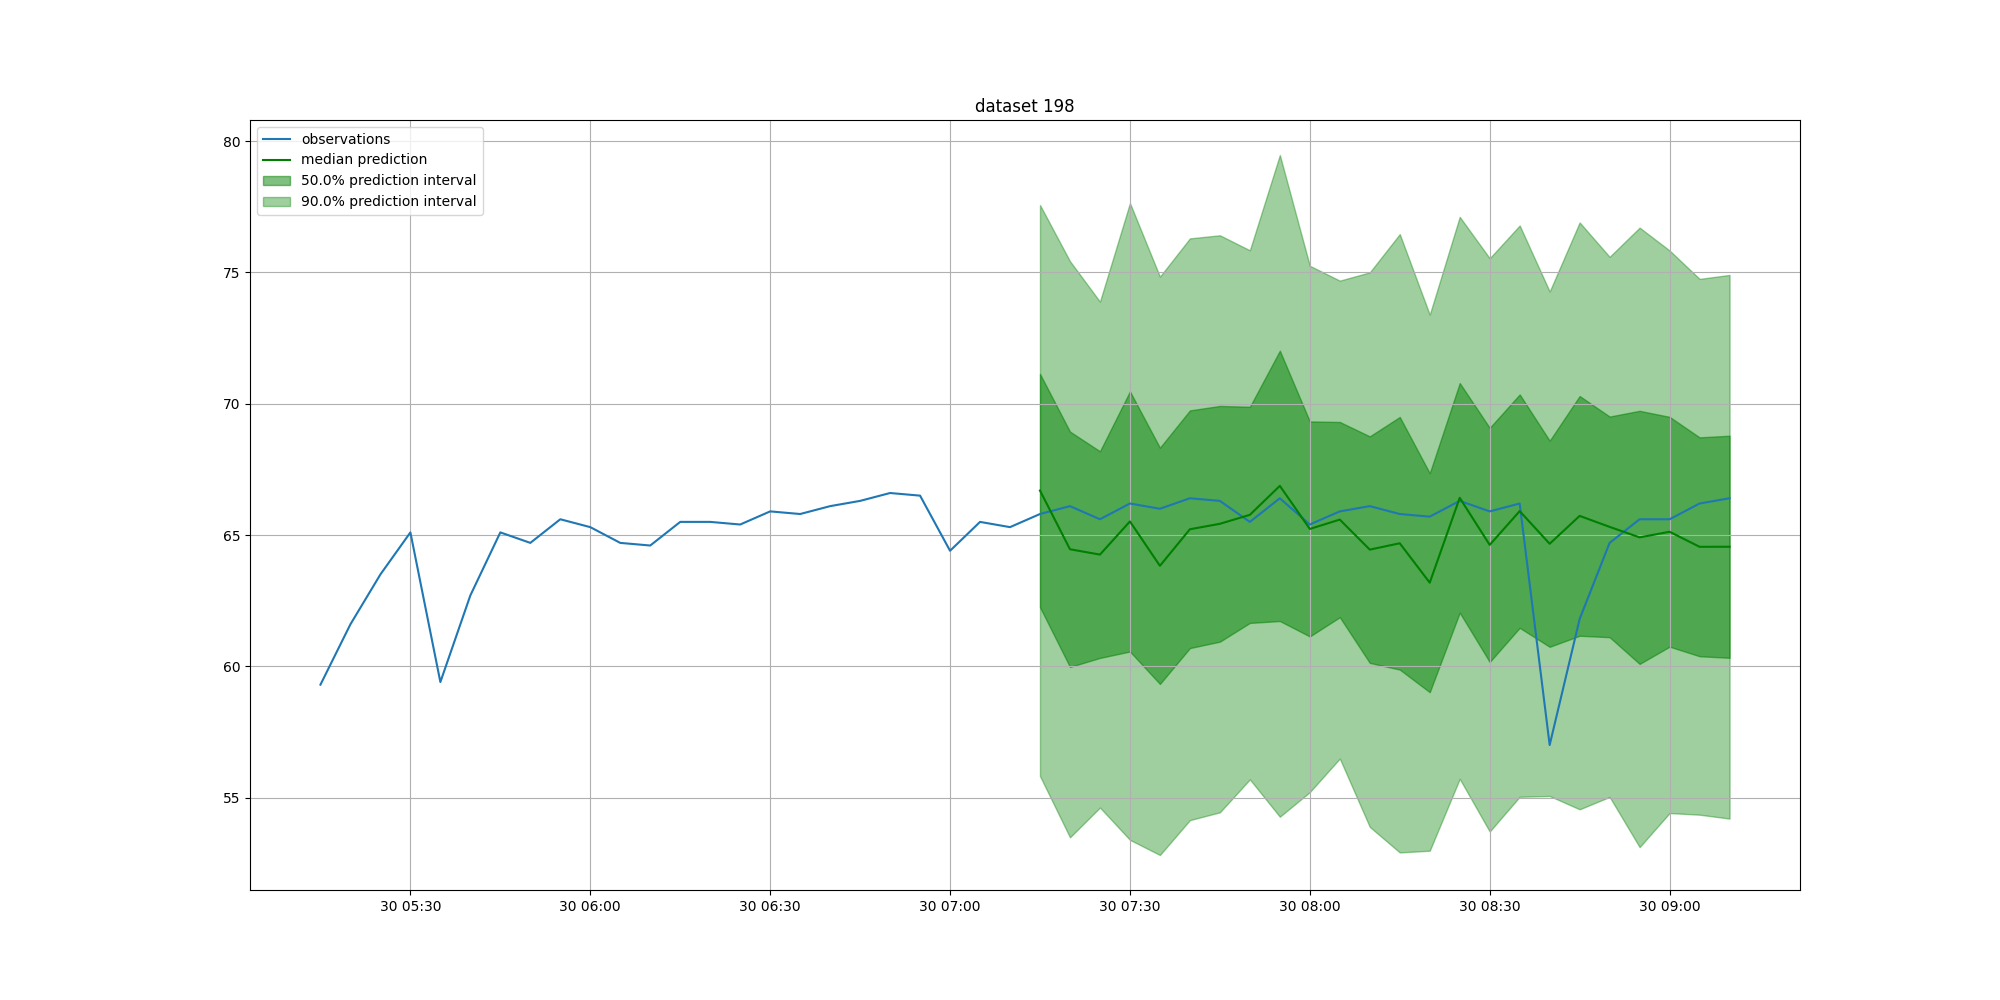 dataset 198
observations
median prediction
50.0% prediction interval
90.0% prediction interval
80
75
70
65
60
55
30 05:30
30 06:00
30 06:30
30 07:00
30 07:30
30 08:00
30 08:30
30 09:00